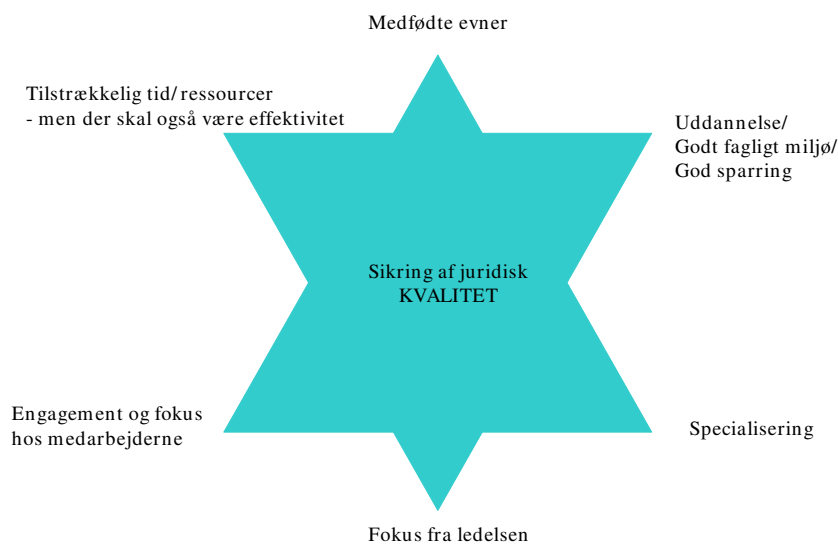 Medfødte evner
Tilstrækkelig tid/ressourcer
- men der skal også være effektivitet
Uddannelse/
Godt fagligt miljø/
God sparring
Sikring af juridisk
KVALITET
Engagement og fokus
hos medarbejderne
Specialisering
Fokus fra ledelsen